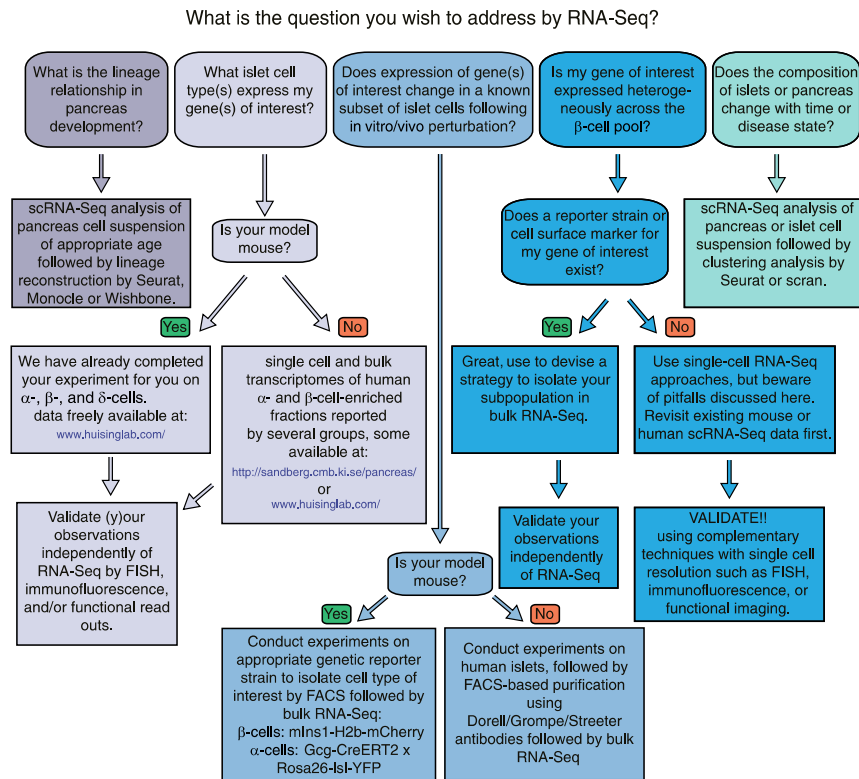 What is the question you wish to address by RNA-Seq?
What is the lineage
relationship in
pancreas
development?
What islet cell
type(s) express my
gene(s) of interest?
Does expression of gene(s)
of interest change in a known
subset of islet cells following
in vitro/vivo perturbation?
Is my gene of interest
expressed heteroge-
neously across the
β-cell pool?
Does the composition
of islets or pancreas
change with time or
disease state?
scRNA-Seq analysis of
pancreas cell suspension
of appropriate age
followed by lineage
reconstruction by Seurat,
Monocle or Wishbone.
Is your model
mouse?
Does a reporter strain or
cell surface marker for
my gene of interest
exist?
scRNA-Seq analysis of
pancreas or islet cell
suspension followed by
clustering analysis by
Seurat or scran.
Yes
No
Yes
No
We have already completed
your experiment for you on
α-, β-, and δ-cells.
data freely available at:
www.huisinglab.com/
single cell and bulk
transcriptomes of human
α- and β-cell-enriched
fractions reported
by several groups, some
available at:
http://sandberg.cmb.ki.se/pancreas/
or
www.huisinglab.com/
Great, use to devise a
strategy to isolate your
subpopulation in
bulk RNA-Seq.
Use single-cell RNA-Seq
approaches, but beware
of pitfalls discussed here.
Revisit existing mouse or
human scRNA-Seq data first.
Validate (y)our
observations
independently of
RNA-Seq by FISH,
immunofluorescence,
and/or functional read
outs.
Validate your
observations
independently
of RNA-Seq
VALIDATE!!
using complementary
techniques with single cell
resolution such as FISH,
immunofluorescence, or
functional imaging.
Is your model
mouse?
Yes
No
Conduct experiments on
appropriate genetic reporter
strain to isolate cell type of
interest by FACS followed by
bulk RNA-Seq:
β-cells: mIns1-H2b-mCherry
α-cells: Gcg-CreERT2 x
Rosa26-lsl-YFP
Conduct experiments on
human islets, followed by
FACS-based purification
using
Dorell/Grompe/Streeter
antibodies followed by bulk
RNA-Seq